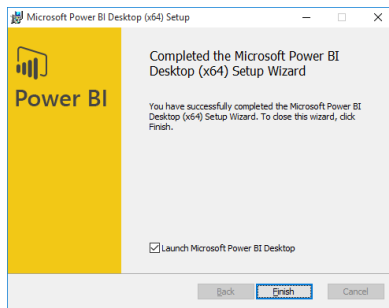 Microsoft Power BI Desktop (x64) Setup
Power BI
Completed the Microsoft Power BI
Desktop (x64) Setup Wizard
You have successfully completed the Microsoft Power BI
Desktop (x64) Setup Wizard. To close this wizard, click
Finish.
Launch Microsoft Power BI Desktop
Back Finish Cancel